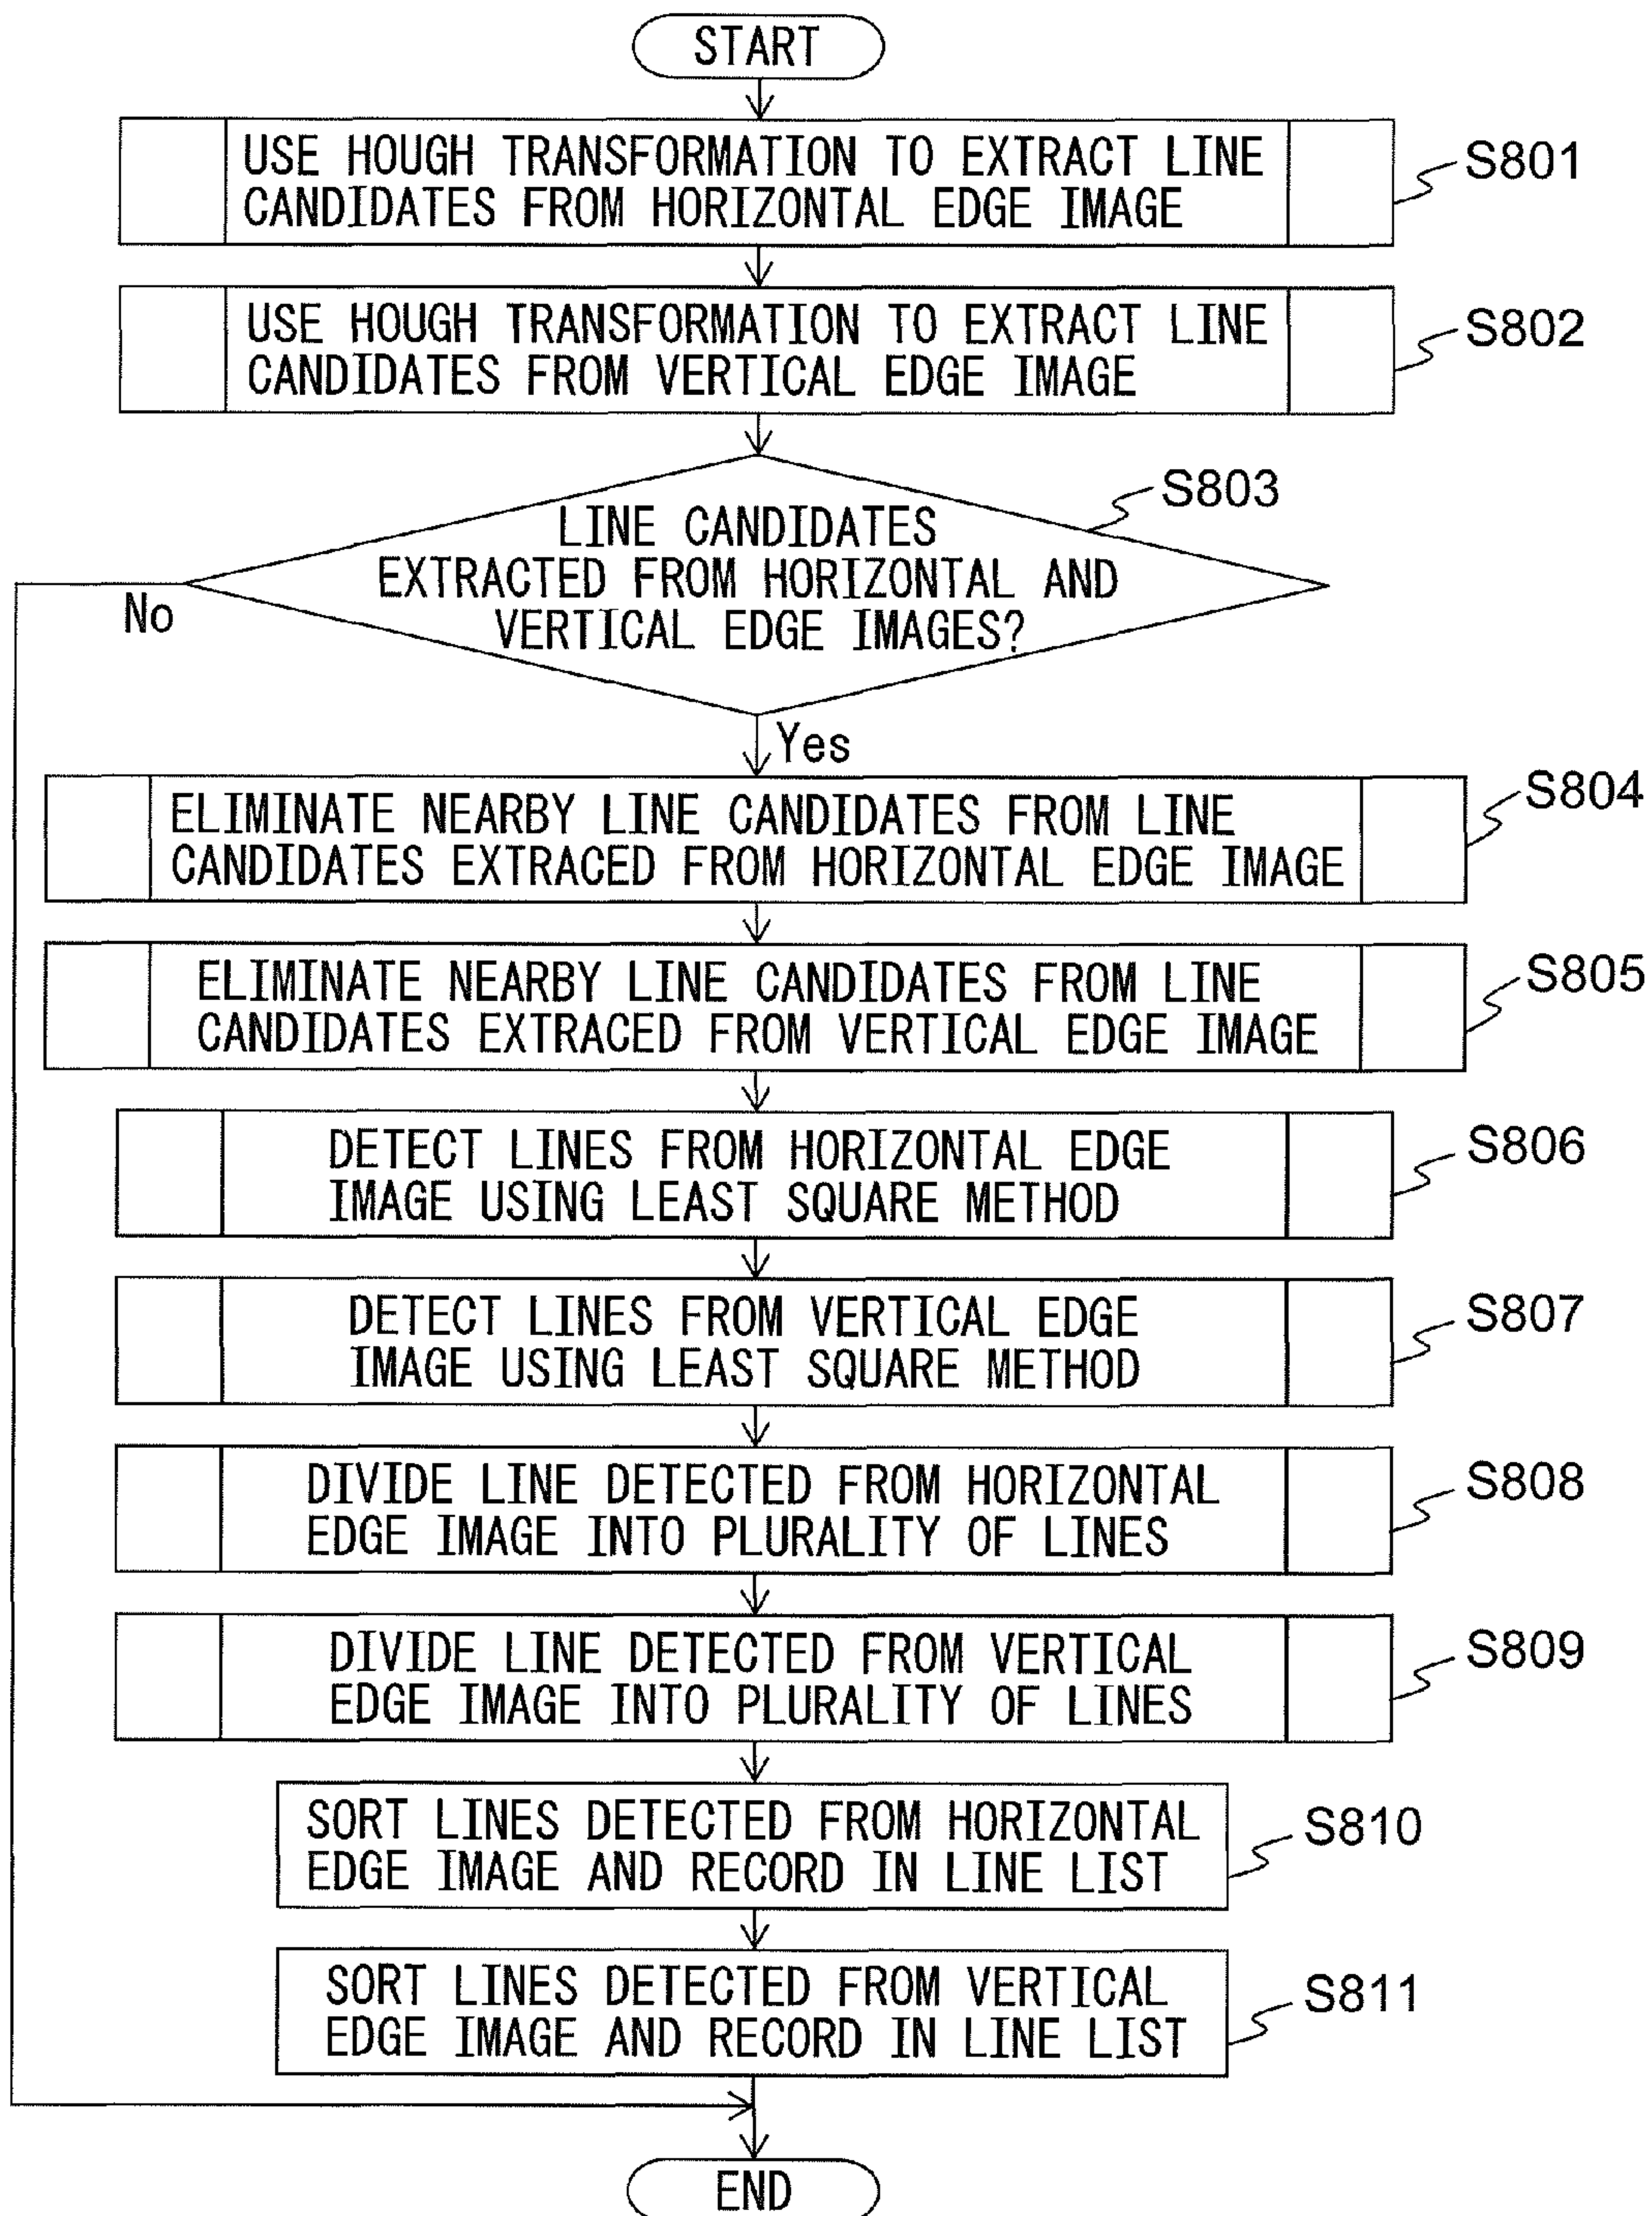 START
USE HOUGH TRANSFORMATION TO EXTRACT LINE
CANDIDATES FROM HORIZONTAL EDGE IMAGE
S801
USE HOUGH TRANSFORMATION TO EXTRACT LINE
CANDIDATES FROM VERTICAL EDGE IMAGE
S802
S803
LINE CANDIDATES
EXTRACTED FROM HORIZONTAL AND
VERTICAL EDGE IMAGES?
No
Yes
ELIMINATE NEARBY LINE CANDIDATES FROM LINE
CANDIDATES EXTRACED FROM HORIZONTAL EDGE IMAGE
S804
ELIMINATE NEARBY LINE CANDIDATES FROM LINE
CANDIDATES EXTRACED FROM VERTICAL EDGE IMAGE
S805
DETECT LINES FROM HORIZONTAL EDGE
IMAGE USING LEAST SQUARE METHOD
S806
DETECT LINES FROM VERTICAL EDGE
IMAGE USING LEAST SQUARE METHOD
S807
DIVIDE LINE DETECTED FROM HORIZONTAL
EDGE IMAGE INTO PLURALITY OF LINES
S808
DIVIDE LINE DETECTED FROM VERTICAL
EDGE IMAGE INTO PLURALITY OF LINES
S809
SORT LINES DETECTED FROM HORIZONTAL
EDGE IMAGE AND RECORD IN LINE LIST
S810
SORT LINES DETECTED FROM VERTICAL
EDGE IMAGE AND RECORD IN LINE LIST
S811
END